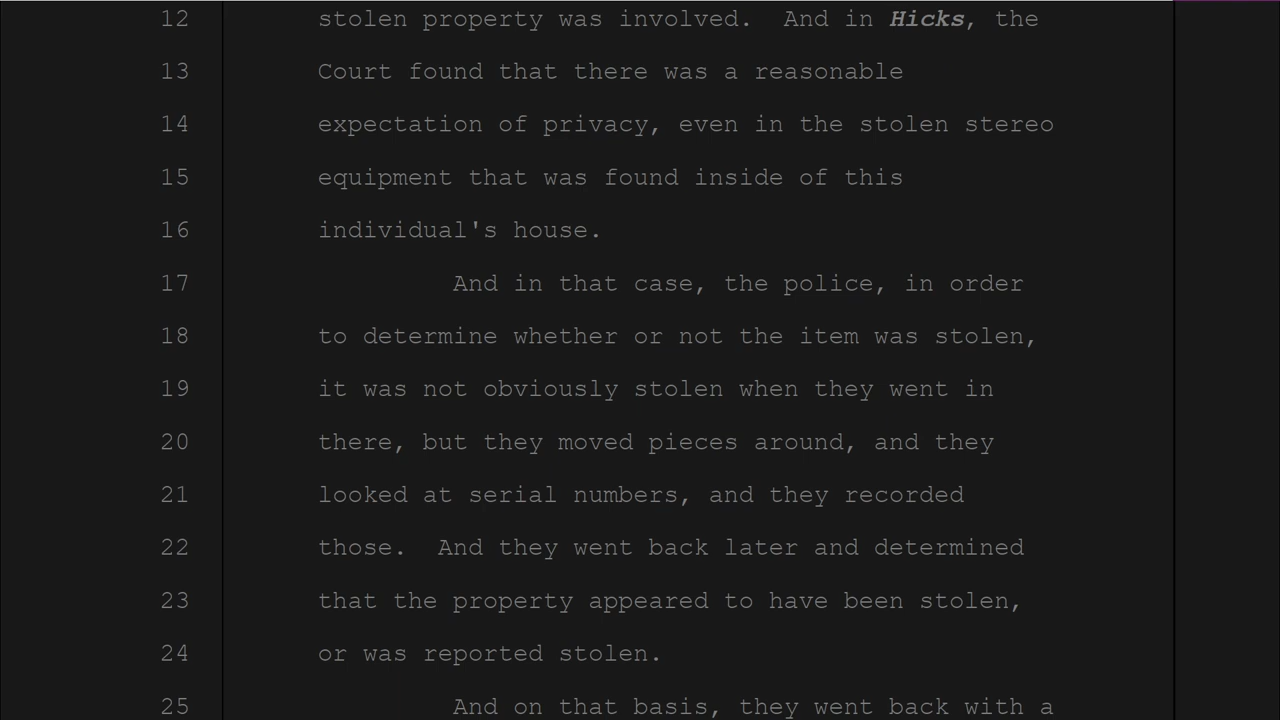 12 stolen property was involved.  And in Hicks, the
13 Court found that there was a reasonable
14 expectation of privacy, even in the stolen stereo
15 equipment that was found inside of this
16 individual's house.
17 And in that case, the police, in order
18 to determine whether or not the item was stolen,
19 it was not obviously stolen when they went in
20 there, but they moved pieces around, and they
21 looked at serial numbers, and they recorded
22 those.  And they went back later and determined
23 that the property appeared to have been stolen,
24 or was reported stolen.
25 And on that basis, they went back with a